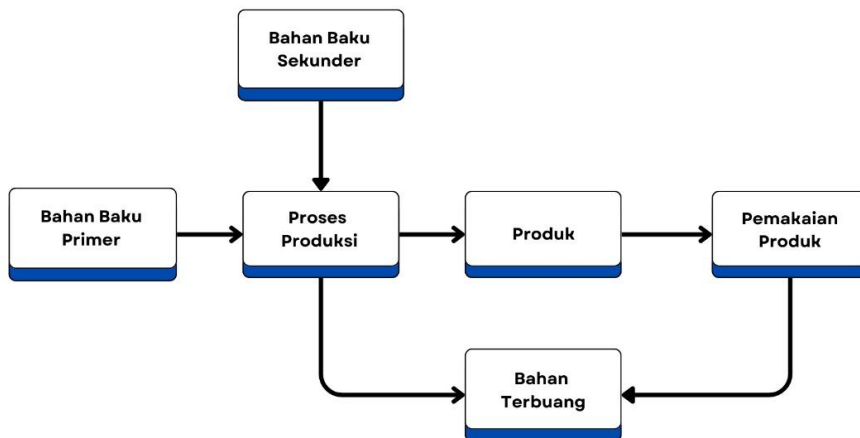 Bahan Baku
Sekunder
Bahan Baku
Primer
Proses
Produksi
Produk
Pemakaian
Produk
Bahan
Terbuang